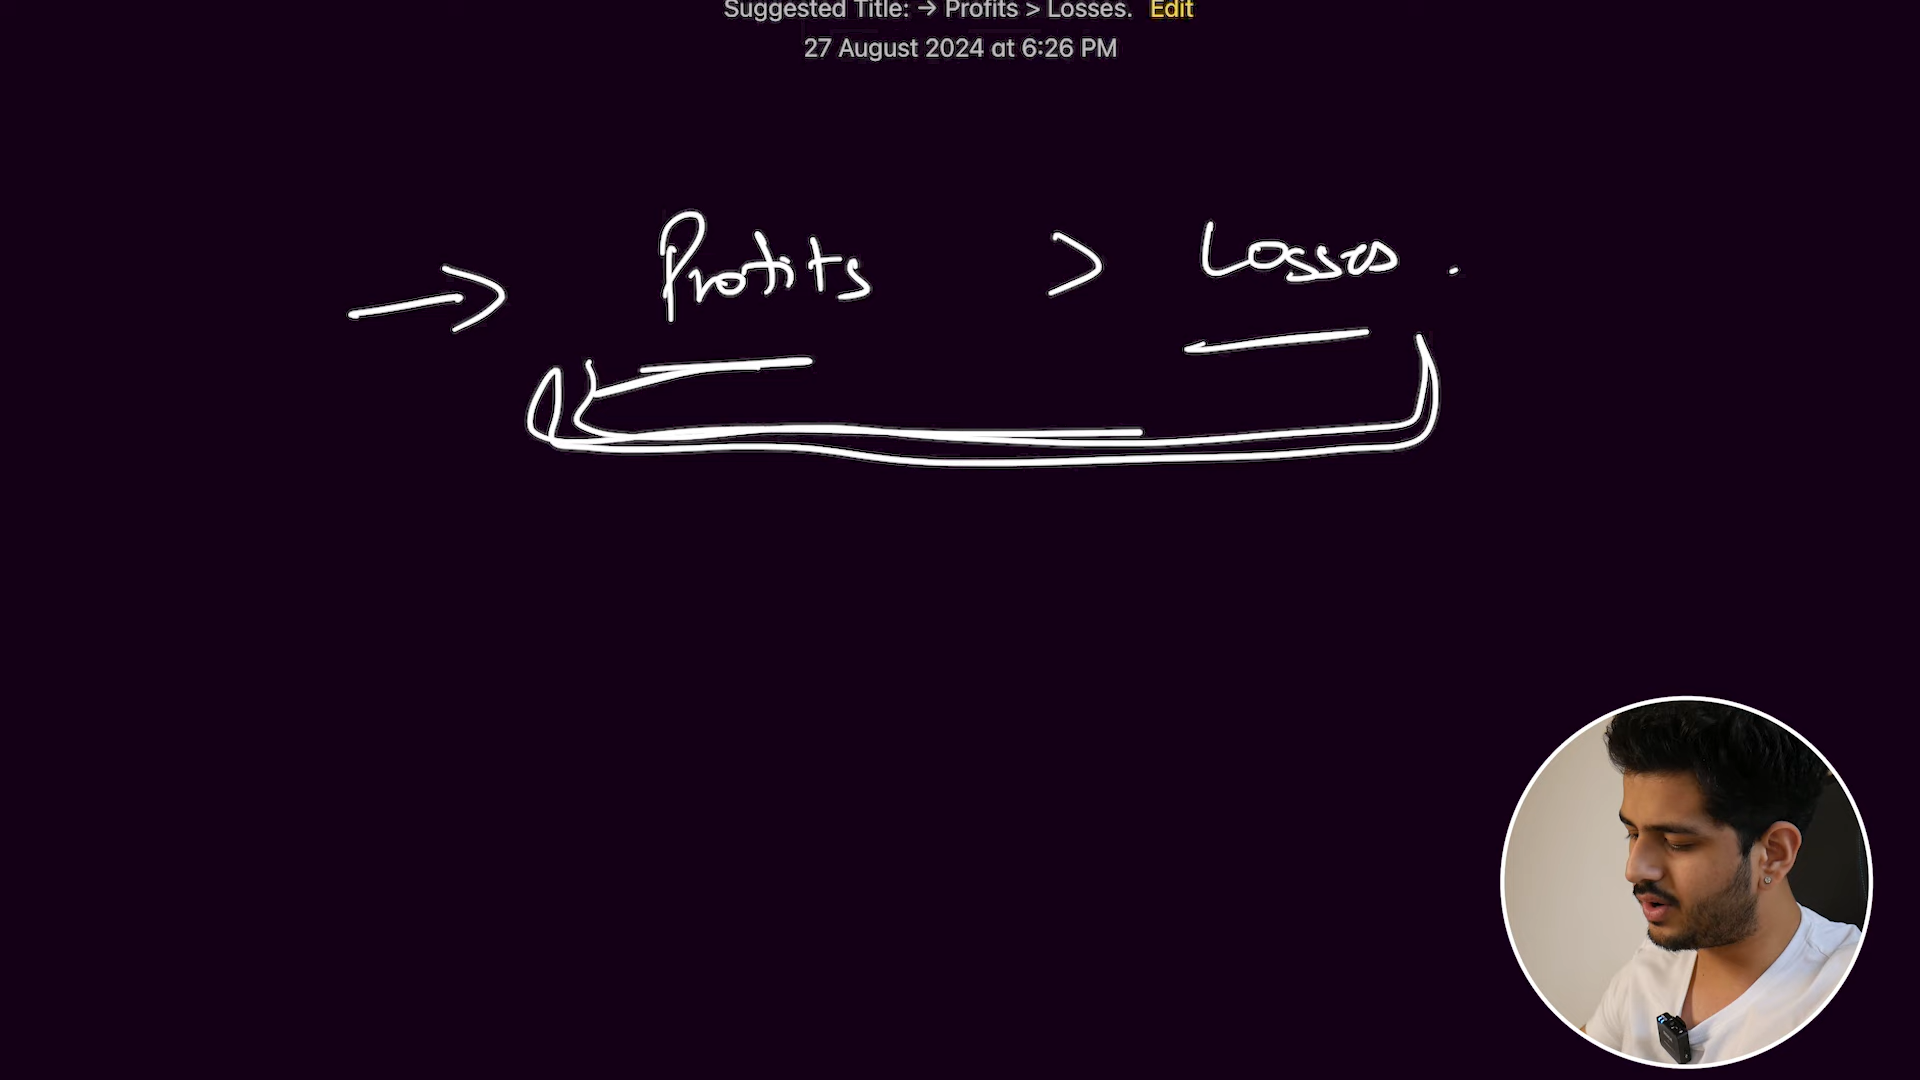 Suggested Title: → Profits > Losses. Edit
27 August 2024 at 6:26 PM
→ Profits > Losses.